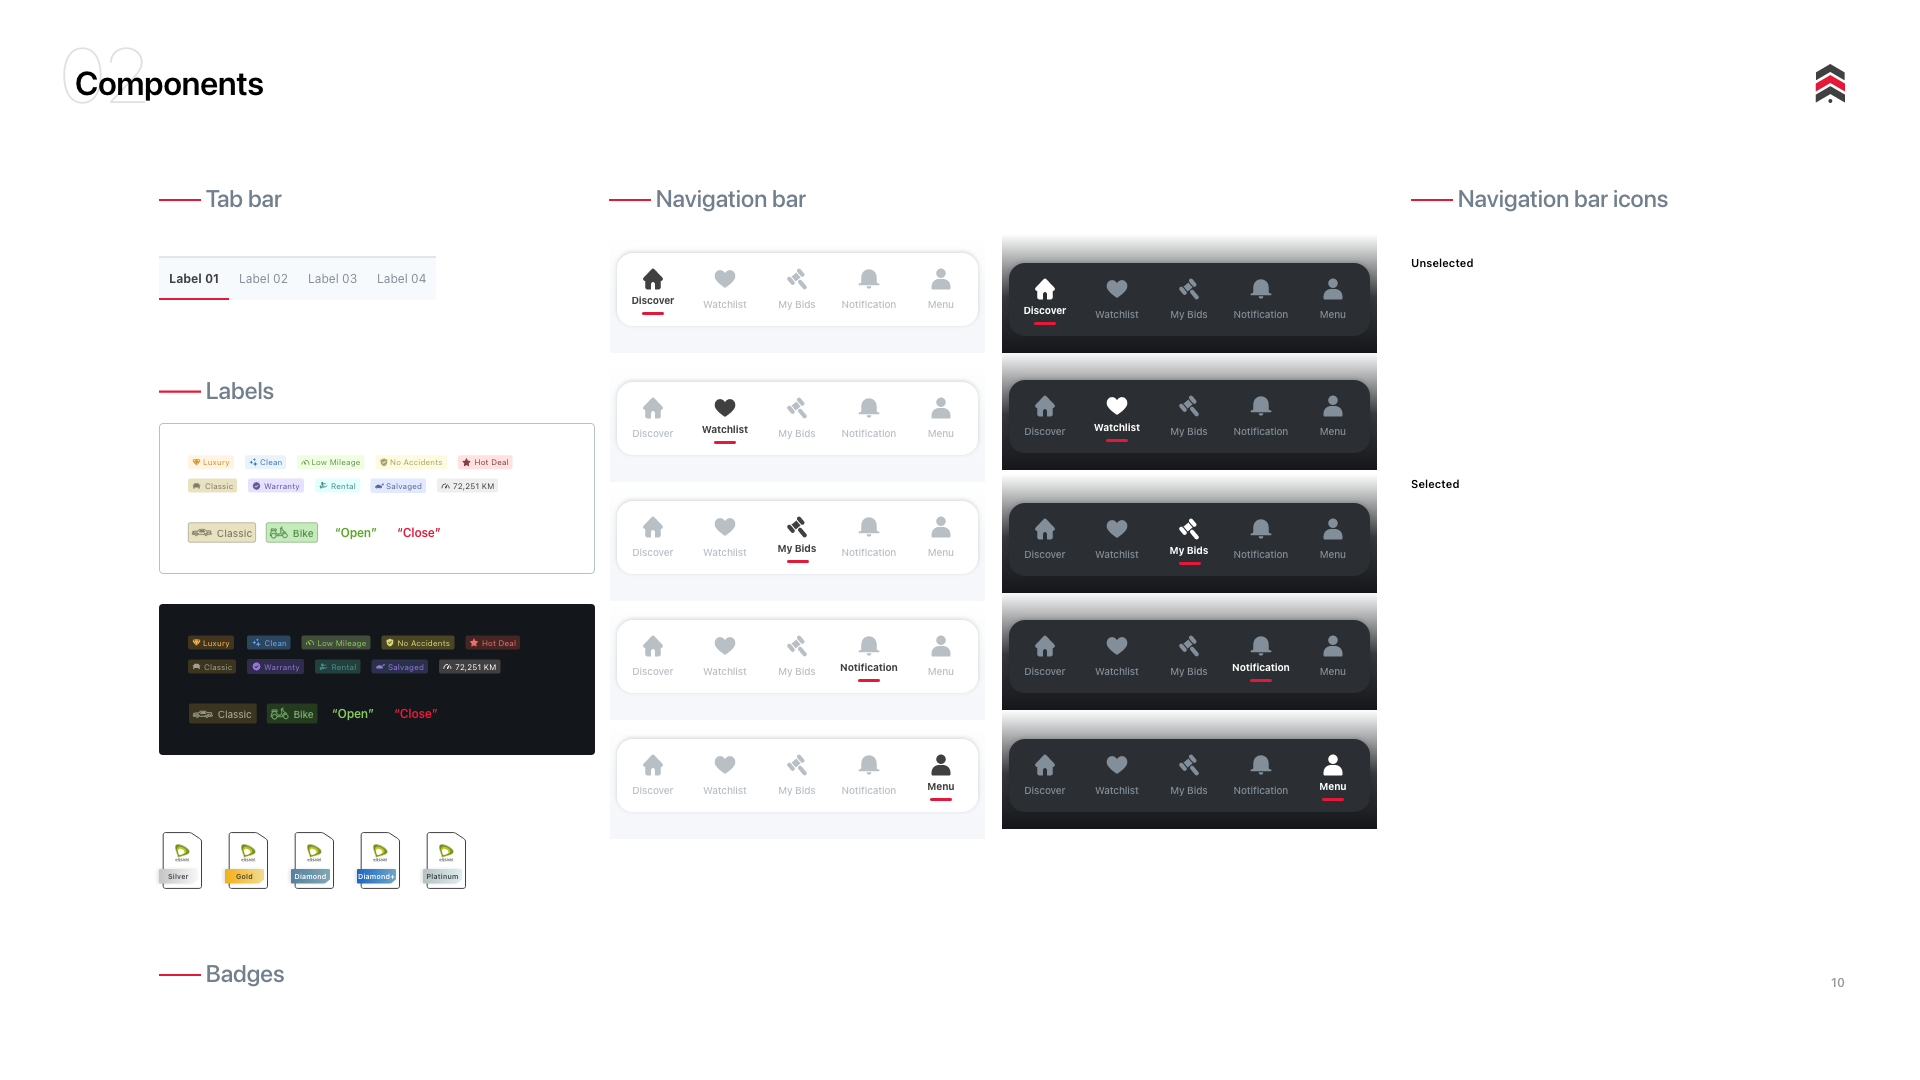 02
Components
Tab bar
Label 01 Label 02 Label 03 Label 04
Labels
Luxury Clean Low Mileage No Accidents Hot Deal
Classic Warranty Rental Salvaged 72,251 KM
Classic Bike “Open” “Close”
Luxury Clean Low Mileage No Accidents Hot Deal
Classic Warranty Rental Salvaged 72,251 KM
Classic Bike “Open” “Close”
Silver Gold Diamond Diamond+ Platinum
Badges
Navigation bar
Discover Watchlist My Bids Notification Menu
Discover Watchlist My Bids Notification Menu
Discover Watchlist My Bids Notification Menu
Discover Watchlist My Bids Notification Menu
Discover Watchlist My Bids Notification Menu
Discover Watchlist My Bids Notification Menu
Discover Watchlist My Bids Notification Menu
Discover Watchlist My Bids Notification Menu
Discover Watchlist My Bids Notification Menu
Discover Watchlist My Bids Notification Menu
Navigation bar icons
Unselected
Selected
10